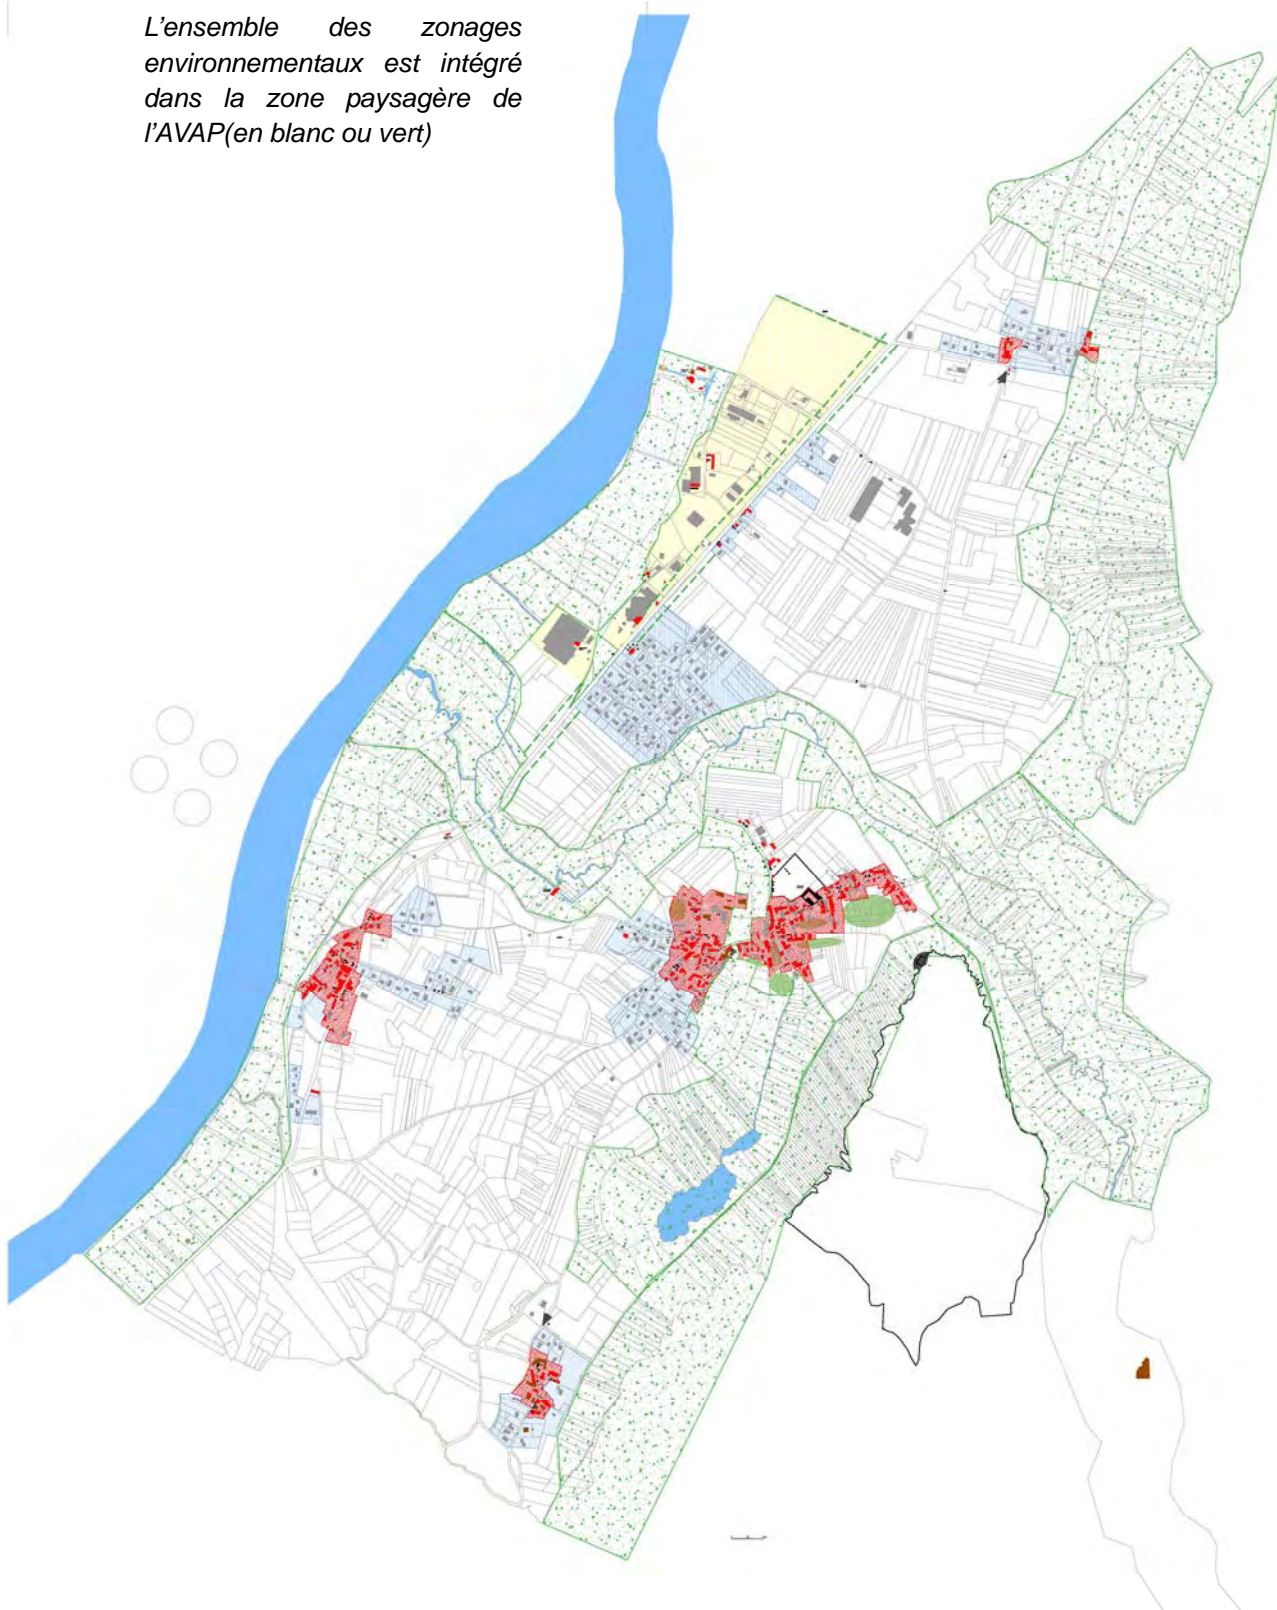 L'ensemble des zonages
environnementaux est intégré
dans la zone paysagère de
l'AVAP(en blanc ou vert)